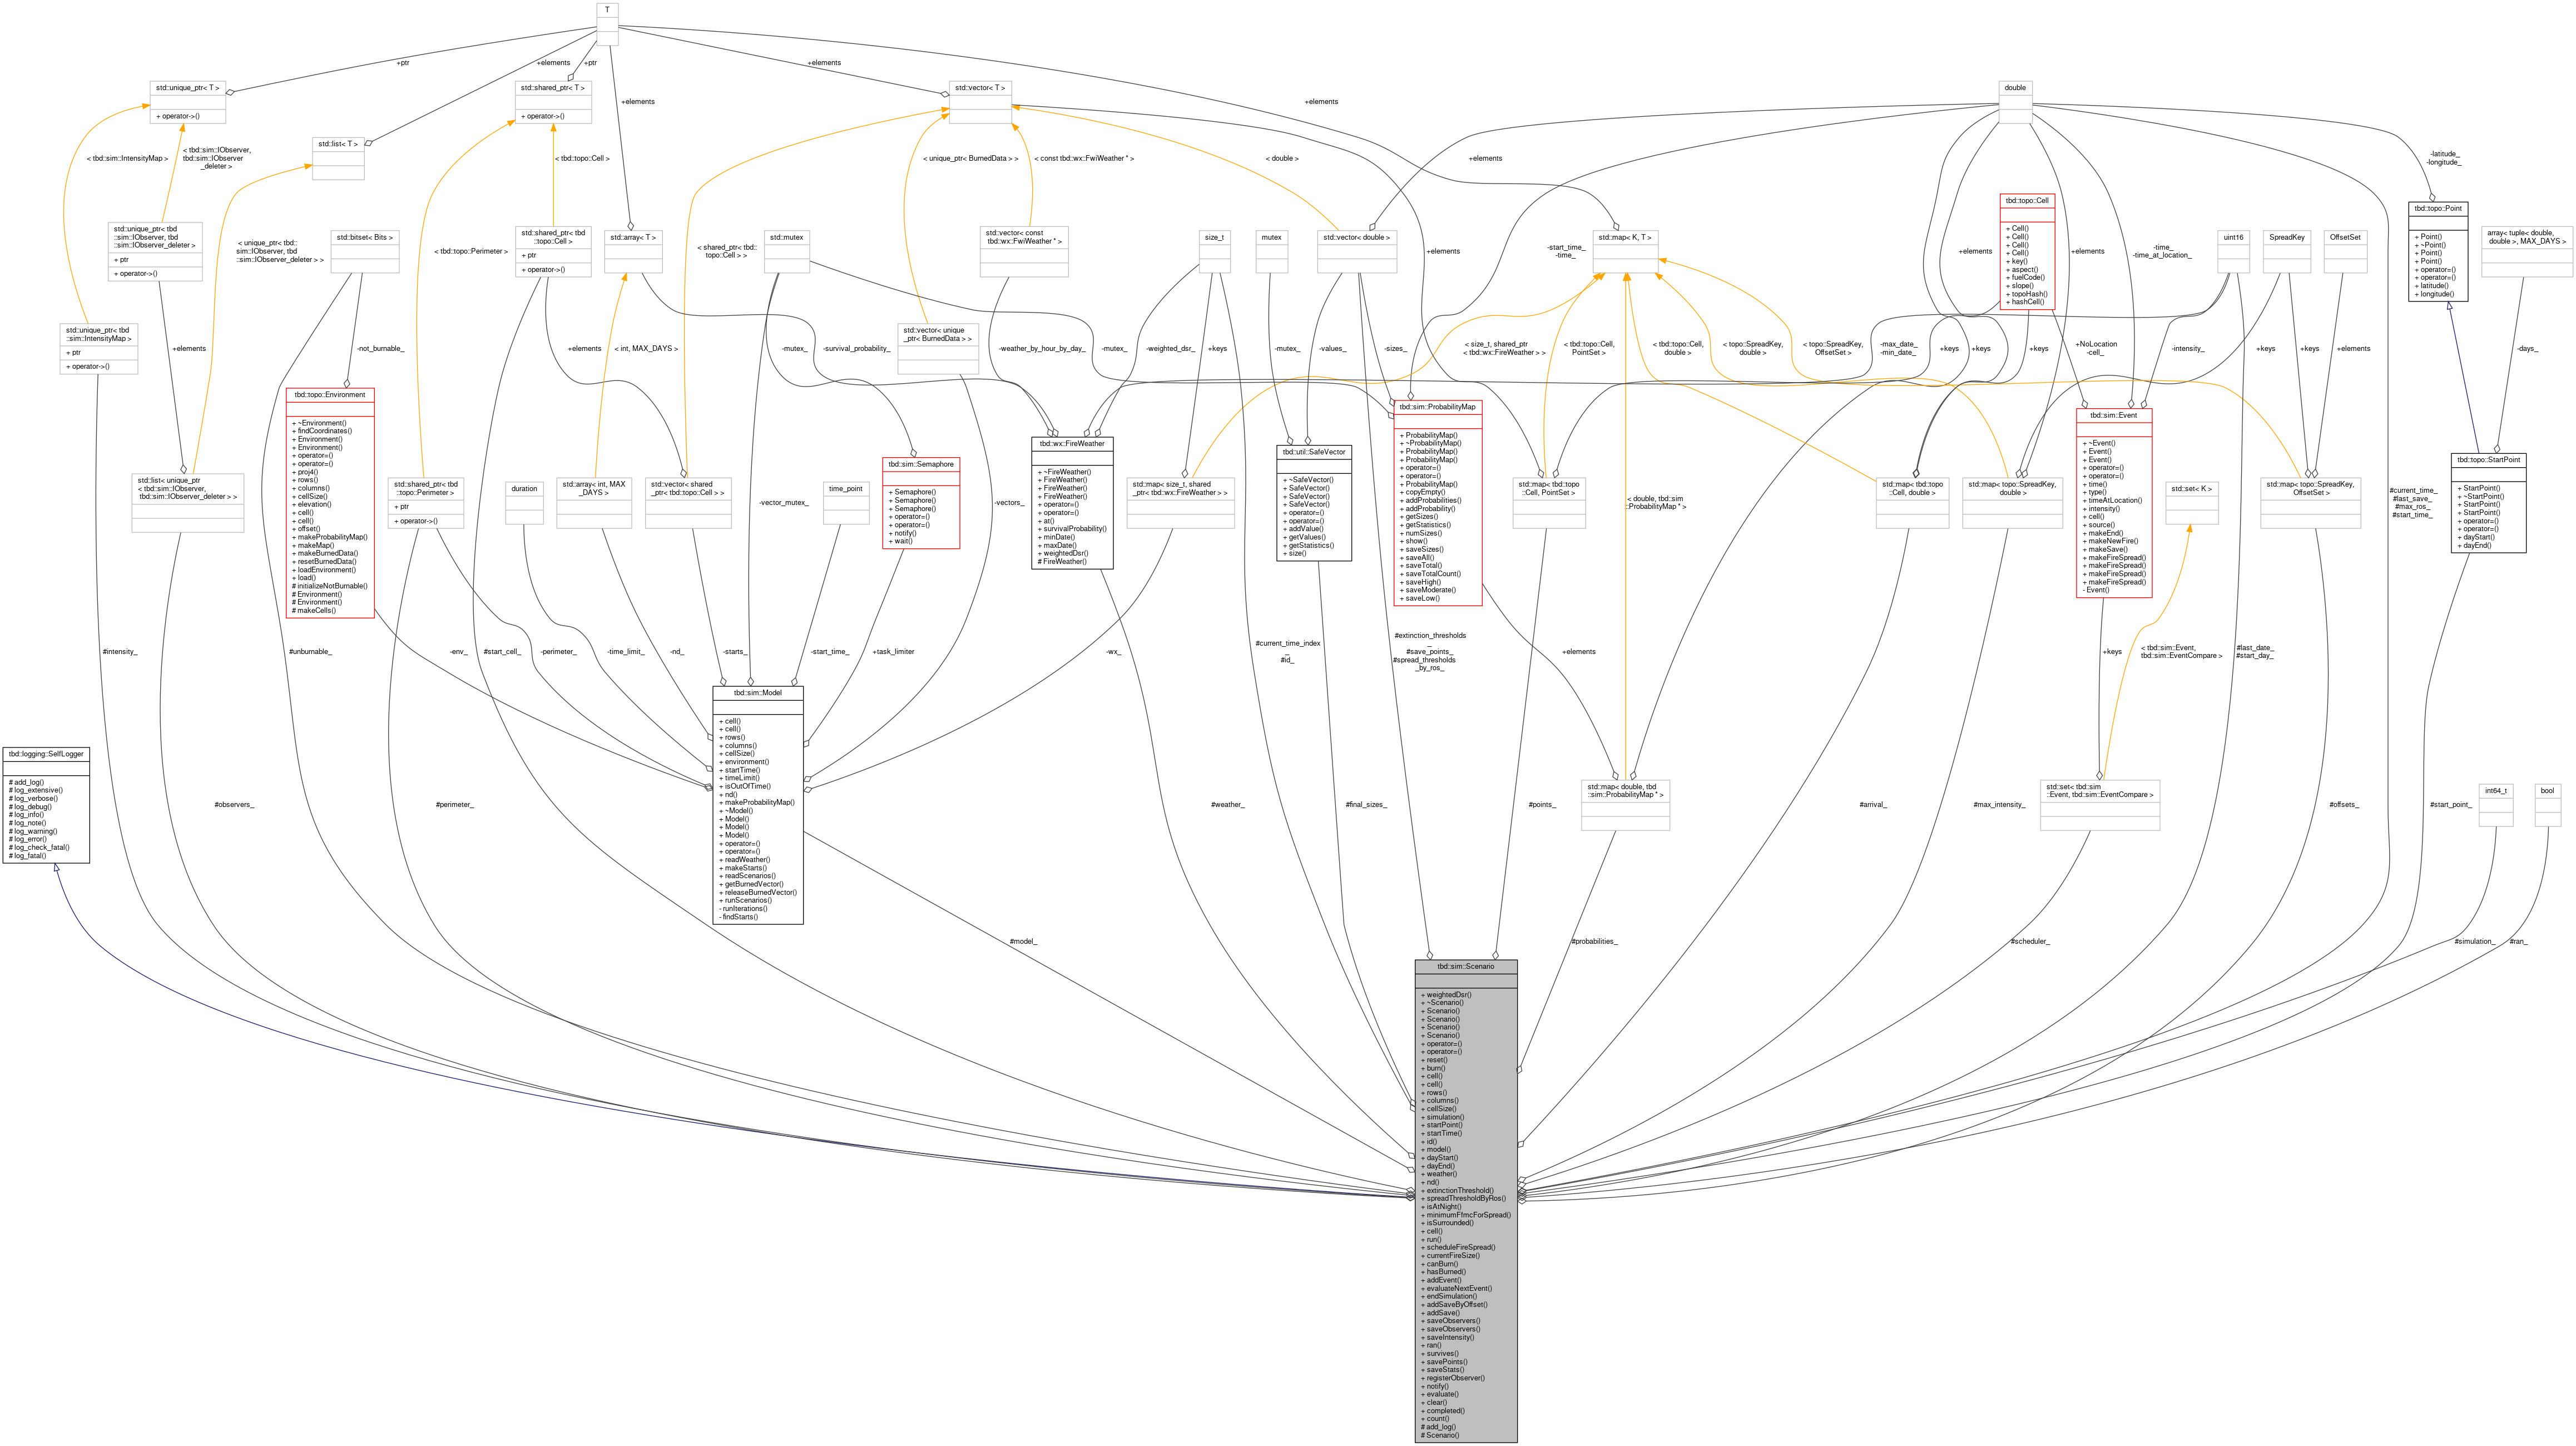 T
+ptr
+elements
+ptr
+elements
+elements
+elements
std::unique_ptr< T >
+ operator->()
std::shared_ptr< T >
+ operator->()
std::vector< T >
double
std::list< T >
< tbd::sim::IntensityMap >
< tbd::sim::IObserver,
tbd::sim::IObserver
_deleter >
< tbd::topo::Cell >
< unique_ptr< BurnedData > >
< const tbd::wx::FwiWeather * >
< double >
+elements
-latitude_
-longitude_
std::unique_ptr< tbd
::sim::IObserver, tbd
::sim::IObserver_deleter >
+ ptr
+ operator->()
< unique_ptr< tbd::
sim::IObserver, tbd
::sim::IObserver_deleter > >
std::bitset< Bits >
< tbd::topo::Perimeter >
std::shared_ptr< tbd
::topo::Cell >
+ ptr
+ operator->()
std::array< T >
< shared_ptr< tbd::
topo::Cell > >
std::mutex
std::vector< const
tbd::wx::FwiWeather * >
size_t
mutex
std::vector< double >
+elements
-start_time_
-time_
std::map< K, T >
+elements
tbd::topo::Cell
+ Cell()
+ Cell()
+ Cell()
+ Cell()
+ key()
+ aspect()
+ fuelCode()
+ slope()
+ topoHash()
+ hashCell()
+elements
-time_
-time_at_location_
uint16
SpreadKey
OffsetSet
tbd::topo::Point
+ Point()
+ ~Point()
+ Point()
+ Point()
+ operator=()
+ operator=()
+ latitude()
+ longitude()
array< tuple< double,
double >, MAX_DAYS >
std::unique_ptr< tbd
::sim::IntensityMap >
+ ptr
+ operator->()
+elements
-not_burnable_
+elements
< int, MAX_DAYS >
-mutex_
-survival_probability_
std::vector< unique
_ptr< BurnedData > >
-weather_by_hour_by_day_
-mutex_
-weighted_dsr_
+keys
-mutex_
-values_
-sizes_
< size_t, shared_ptr
< tbd::wx::FireWeather > >
< tbd::topo::Cell,
PointSet >
< tbd::topo::Cell,
double >
< topo::SpreadKey,
double >
< topo::SpreadKey,
OffsetSet >
-max_date_
-min_date_
+keys
+keys
+NoLocation
-cell_
-intensity_
+keys
+keys
+elements
-days_
tbd::topo::Environment
+ ~Environment()
+ findCoordinates()
+ Environment()
+ Environment()
+ operator=()
+ operator=()
+ proj4()
+ rows()
+ columns()
+ cellSize()
+ elevation()
+ cell()
+ cell()
+ offset()
+ makeProbabilityMap()
+ makeMap()
+ makeBurnedData()
+ resetBurnedData()
+ loadEnvironment()
+ load()
# initializeNotBurnable()
# Environment()
# Environment()
# makeCells()
std::list< unique_ptr
< tbd::sim::IObserver,
tbd::sim::IObserver_deleter > >
std::shared_ptr< tbd
::topo::Perimeter >
+ ptr
+ operator->()
duration
std::array< int, MAX
_DAYS >
std::vector< shared
_ptr< tbd::topo::Cell > >
-vector_mutex_
time_point
tbd::sim::Semaphore
+ Semaphore()
+ Semaphore()
+ Semaphore()
+ operator=()
+ operator=()
+ notify()
+ wait()
-vectors_
tbd::wx::FireWeather
+ ~FireWeather()
+ FireWeather()
+ FireWeather()
+ FireWeather()
+ operator=()
+ operator=()
+ at()
+ survivalProbability()
+ minDate()
+ maxDate()
+ weightedDsr()
# FireWeather()
std::map< size_t, shared
_ptr< tbd::wx::FireWeather > >
tbd::util::SafeVector
+ ~SafeVector()
+ SafeVector()
+ SafeVector()
+ SafeVector()
+ operator=()
+ operator=()
+ addValue()
+ getValues()
+ getStatistics()
+ size()
tbd::sim::ProbabilityMap
+ ProbabilityMap()
+ ~ProbabilityMap()
+ ProbabilityMap()
+ ProbabilityMap()
+ operator=()
+ operator=()
+ ProbabilityMap()
+ copyEmpty()
+ addProbabilities()
+ addProbability()
+ getSizes()
+ getStatistics()
+ numSizes()
+ show()
+ saveSizes()
+ saveAll()
+ saveTotal()
+ saveTotalCount()
+ saveHigh()
+ saveModerate()
+ saveLow()
std::map< tbd::topo
::Cell, PointSet >
< double, tbd::sim
::ProbabilityMap * >
std::map< tbd::topo
::Cell, double >
std::map< topo::SpreadKey,
double >
tbd::sim::Event
+ ~Event()
+ Event()
+ Event()
+ operator=()
+ operator=()
+ time()
+ type()
+ timeAtLocation()
+ intensity()
+ cell()
+ source()
+ makeEnd()
+ makeNewFire()
+ makeSave()
+ makeFireSpread()
+ makeFireSpread()
+ makeFireSpread()
+ makeFireSpread()
- Event()
std::set< K >
std::map< topo::SpreadKey,
OffsetSet >
#current_time_
#last_save_
#max_ros_
#start_time_
tbd::topo::StartPoint
+ StartPoint()
+ ~StartPoint()
+ StartPoint()
+ StartPoint()
+ operator=()
+ operator=()
+ dayStart()
+ dayEnd()
#intensity_
#unburnable_
-env_
#start_cell_
-perimeter_
-time_limit_
-nd_
-starts_
-start_time_
+task_limiter
-wx_
#current_time_index
_
#id_
#extinction_thresholds
_
#save_points_
#spread_thresholds
_by_ros_
+elements
+keys
< tbd::sim::Event,
tbd::sim::EventCompare >
#last_date_
#start_day_
tbd::logging::SelfLogger
# add_log()
# log_extensive()
# log_verbose()
# log_debug()
# log_info()
# log_note()
# log_warning()
# log_error()
# log_check_fatal()
# log_fatal()
#observers_
#perimeter_
tbd::sim::Model
+ cell()
+ cell()
+ rows()
+ columns()
+ cellSize()
+ environment()
+ startTime()
+ timeLimit()
+ isOutOfTime()
+ nd()
+ makeProbabilityMap()
+ ~Model()
+ Model()
+ Model()
+ Model()
+ operator=()
+ operator=()
+ readWeather()
+ makeStarts()
+ readScenarios()
+ getBurnedVector()
+ releaseBurnedVector()
+ runScenarios()
- runIterations()
- findStarts()
#weather_
#final_sizes_
#points_
std::map< double, tbd
::sim::ProbabilityMap * >
#arrival_
#max_intensity_
std::set< tbd::sim
::Event, tbd::sim::EventCompare >
#offsets_
#start_point_
int64_t
bool
#model_
#probabilities_
#scheduler_
#simulation_
#ran_
tbd::sim::Scenario
+ weightedDsr()
+ ~Scenario()
+ Scenario()
+ Scenario()
+ Scenario()
+ Scenario()
+ operator=()
+ operator=()
+ reset()
+ burn()
+ cell()
+ cell()
+ rows()
+ columns()
+ cellSize()
+ simulation()
+ startPoint()
+ startTime()
+ id()
+ model()
+ dayStart()
+ dayEnd()
+ weather()
+ nd()
+ extinctionThreshold()
+ spreadThresholdByRos()
+ isAtNight()
+ minimumFfmcForSpread()
+ isSurrounded()
+ cell()
+ run()
+ scheduleFireSpread()
+ currentFireSize()
+ canBurn()
+ hasBurned()
+ addEvent()
+ evaluateNextEvent()
+ endSimulation()
+ addSaveByOffset()
+ addSave()
+ saveObservers()
+ saveObservers()
+ saveIntensity()
+ ran()
+ survives()
+ savePoints()
+ saveStats()
+ registerObserver()
+ notify()
+ evaluate()
+ clear()
+ completed()
+ count()
# add_log()
# Scenario()